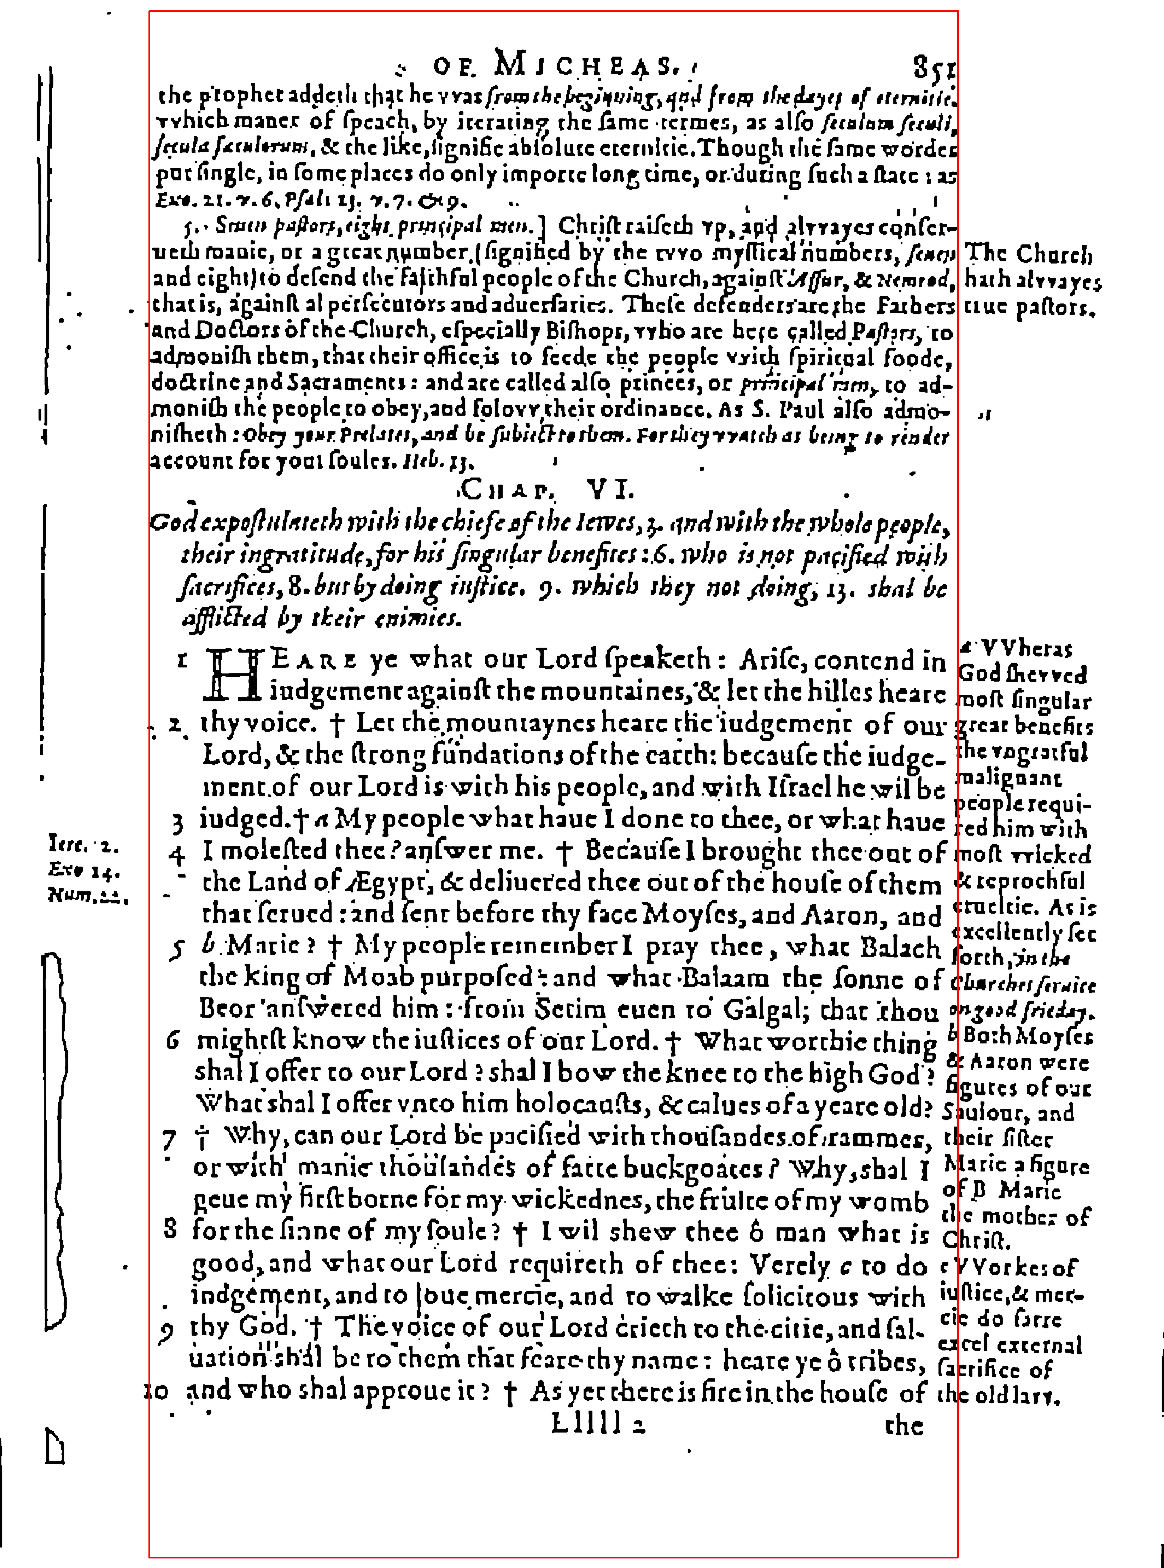 OF MICHEAS. 851
the prophet addeth that he vvas from the beginning, and from the dayes of eternitie.
vvhich maner of speach, by iterating the same termes, as also seculum seculi,
secula seculorum, & the like, signifie absolute eternitie. Though the same wordes
put single, in some places do only importe long time, or during such a state: as
Exo. 21. v. 6. Psal. 23. v. 7. & 9.
5. Seuen pastors, eight principal men.] Christ raiseth vp, and alvvayes conser-
ueth manie, or a great number (signified by the tvvo mystical numbers, seuen
and eight) to defend the faithful people of the Church, against Assur, & Nemrod,
that is, against al persecutors and aduersaries. These defenders are the Fathers
and Doctors of the Church, especially Bishops, vvho are here called Pastors, to
admonish them, that their office is to feede the people vvith spiritual foode,
doctrine and Sacraments: and are called also princes, or principal men, to ad-
monish the people to obey, and folovv their ordinance. As S. Paul also admo-
nisheth: Obey your Prelates, and be subiect to them. For they vvatch as being to render
account for your soules. Heb. 13.
The Church
hath alvvayes
true pastors.
CHAP. VI.
God expostulateth with the chiefe of the Iewes, 3. and with the whole people,
their ingratitude, for his singular benefites: 6. who is not pacified with
sacrifices, 8. but by doing iustice. 9. which they not doing, 13. shal be
afflicted by their enimies.
1 HEARE ye what our Lord speaketh: Arise, contend in
iudgement against the mountaines, & let the hilles heare
2 thy voice. † Let the mountaynes heare the iudgement of our
Lord, & the strong fundations of the earth: because the iudge-
ment of our Lord is with his people, and with Israel he wil be
3 iudged. † a My people what haue I done to thee, or what haue
4 I molested thee? answer me. † Because I brought thee out of
the Land of Ægypt, & deliuered thee out of the house of them
that serued: and sent before thy face Moyses, and Aaron, and
5 b Marie? † My people remember I pray thee, what Balach
the king of Moab purposed: and what Balaam the sonne of
Beor answered him: from Setim euen to Galgal; that thou
6 mightst know the iustices of our Lord. † What worthie thing
shal I offer to our Lord? shal I bow the knee to the high God?
What shal I offer vnto him holocausts, & calues of a yeare old?
7 † Why, can our Lord be pacified with thousandes of rammes,
or with manie thousandes of fatte buckgoates? Why, shal I
geue my first borne for my wickednes, the fruite of my womb
8 for the sinne of my soule? † I wil shew thee ô man what is
good, and what our Lord requireth of thee: Verely c to do
iudgement, and to loue mercie, and to walke solicitous with
9 thy God. † The voice of our Lord crieth to the citie, and sal-
uation shal be to them that feare thy name: heare ye ô tribes,
10 and who shal approue it? † As yet there is fire in the house of
Lllll 2 the
Iere. 2.
Exo 14.
Num. 22.
a VVheras
God shevved
most singular
great benefits
the vngratful
malignant
people requi-
red him with
most vvicked
& reprochful
crueltie. As is
excellently set
forth, in the
Churches seruice
on good friday.
b Both Moyses
& Aaron were
figures of our
Sauiour, and
their sister
Marie a figure
of B Marie
the mother of
Christ.
c VVorkes of
iustice, & mer-
cie do farre
excel external
sacrifice of
the old lavv.